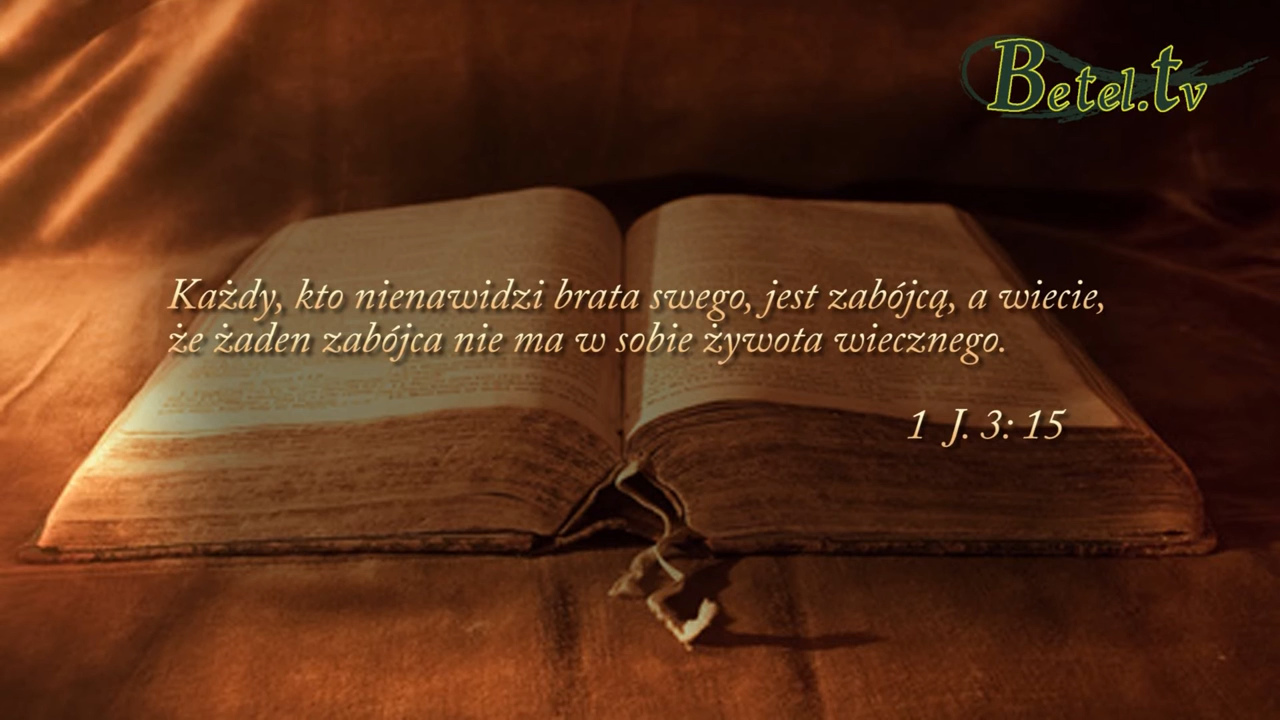 Betel.tv
Każdy, kto nienawidzi brata swego, jest zabójcą, a wiecie,
że żaden zabójca nie ma w sobie żywota wiecznego.
1 J. 3: 15